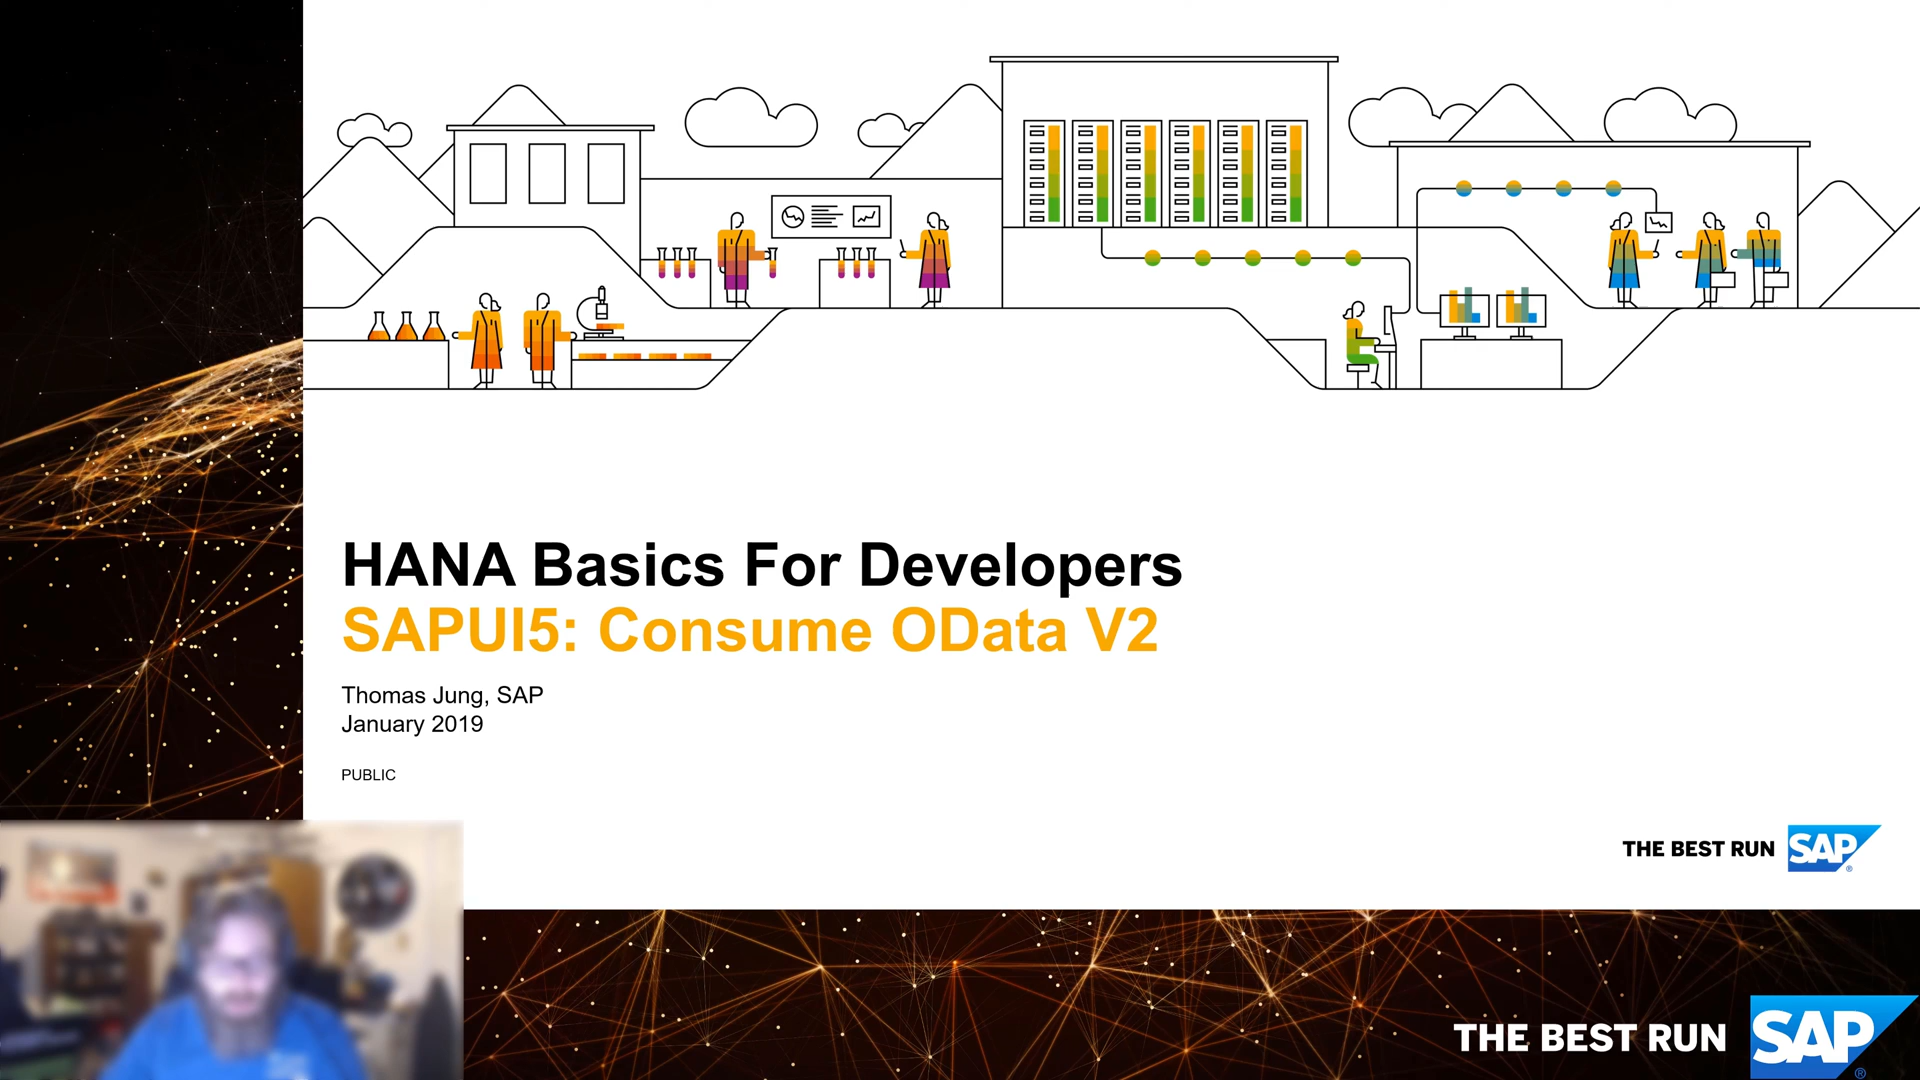 HANA Basics For Developers
SAPUI5: Consume OData V2
Thomas Jung, SAP
January 2019
PUBLIC
THE BEST RUN SAP®
THE BEST RUN SAP®